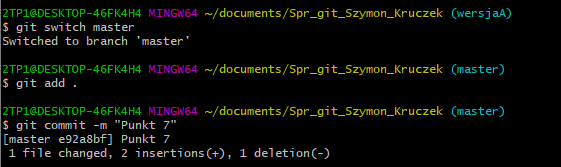 2TP1@DESKTOP-46FK4H4 MINGW64 ~/documents/Spr_git_Szymon_Kruczek (wersjaA)
$ git switch master
Switched to branch 'master'
2TP1@DESKTOP-46FK4H4 MINGW64 ~/documents/Spr_git_Szymon_Kruczek (master)
$ git add .
2TP1@DESKTOP-46FK4H4 MINGW64 ~/documents/Spr_git_Szymon_Kruczek (master)
$ git commit -m "Punkt 7"
[master e92a8bf] Punkt 7
 1 file changed, 2 insertions(+), 1 deletion(-)